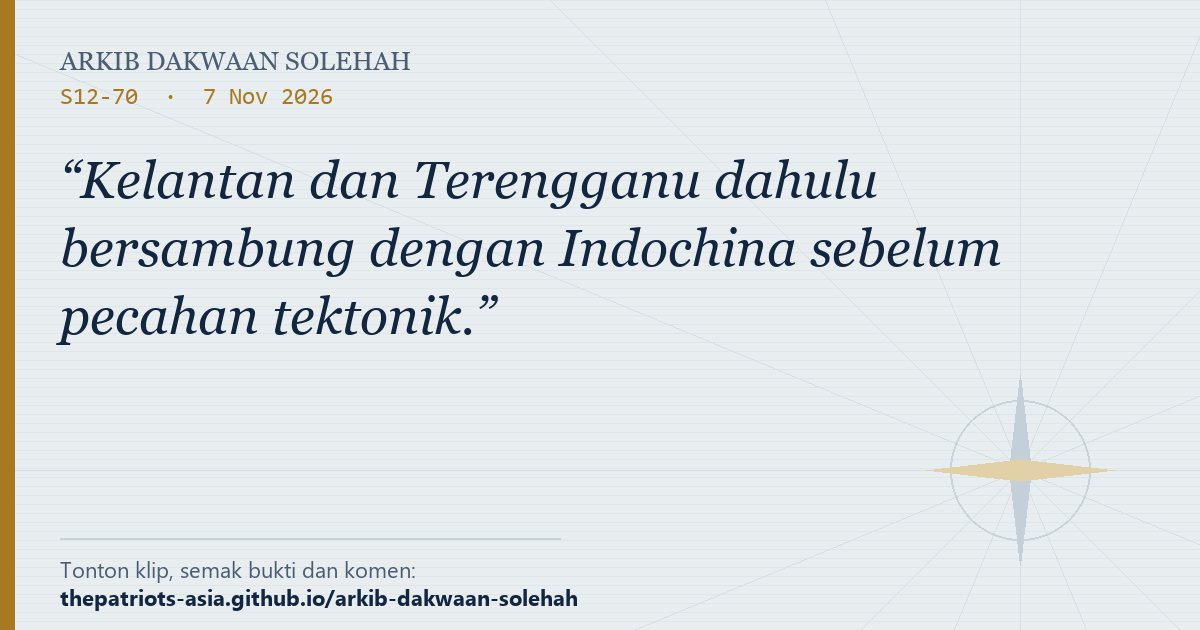 ARKIB DAKWAAN SOLEHAH
S12-70 · 7 Nov 2026
“Kelantan dan Terengganu dahulu
bersambung dengan Indochina sebelum
pecahan tektonik.”
Tonton klip, semak bukti dan komen:
thepatriots-asia.github.io/arkib-dakwaan-solehah